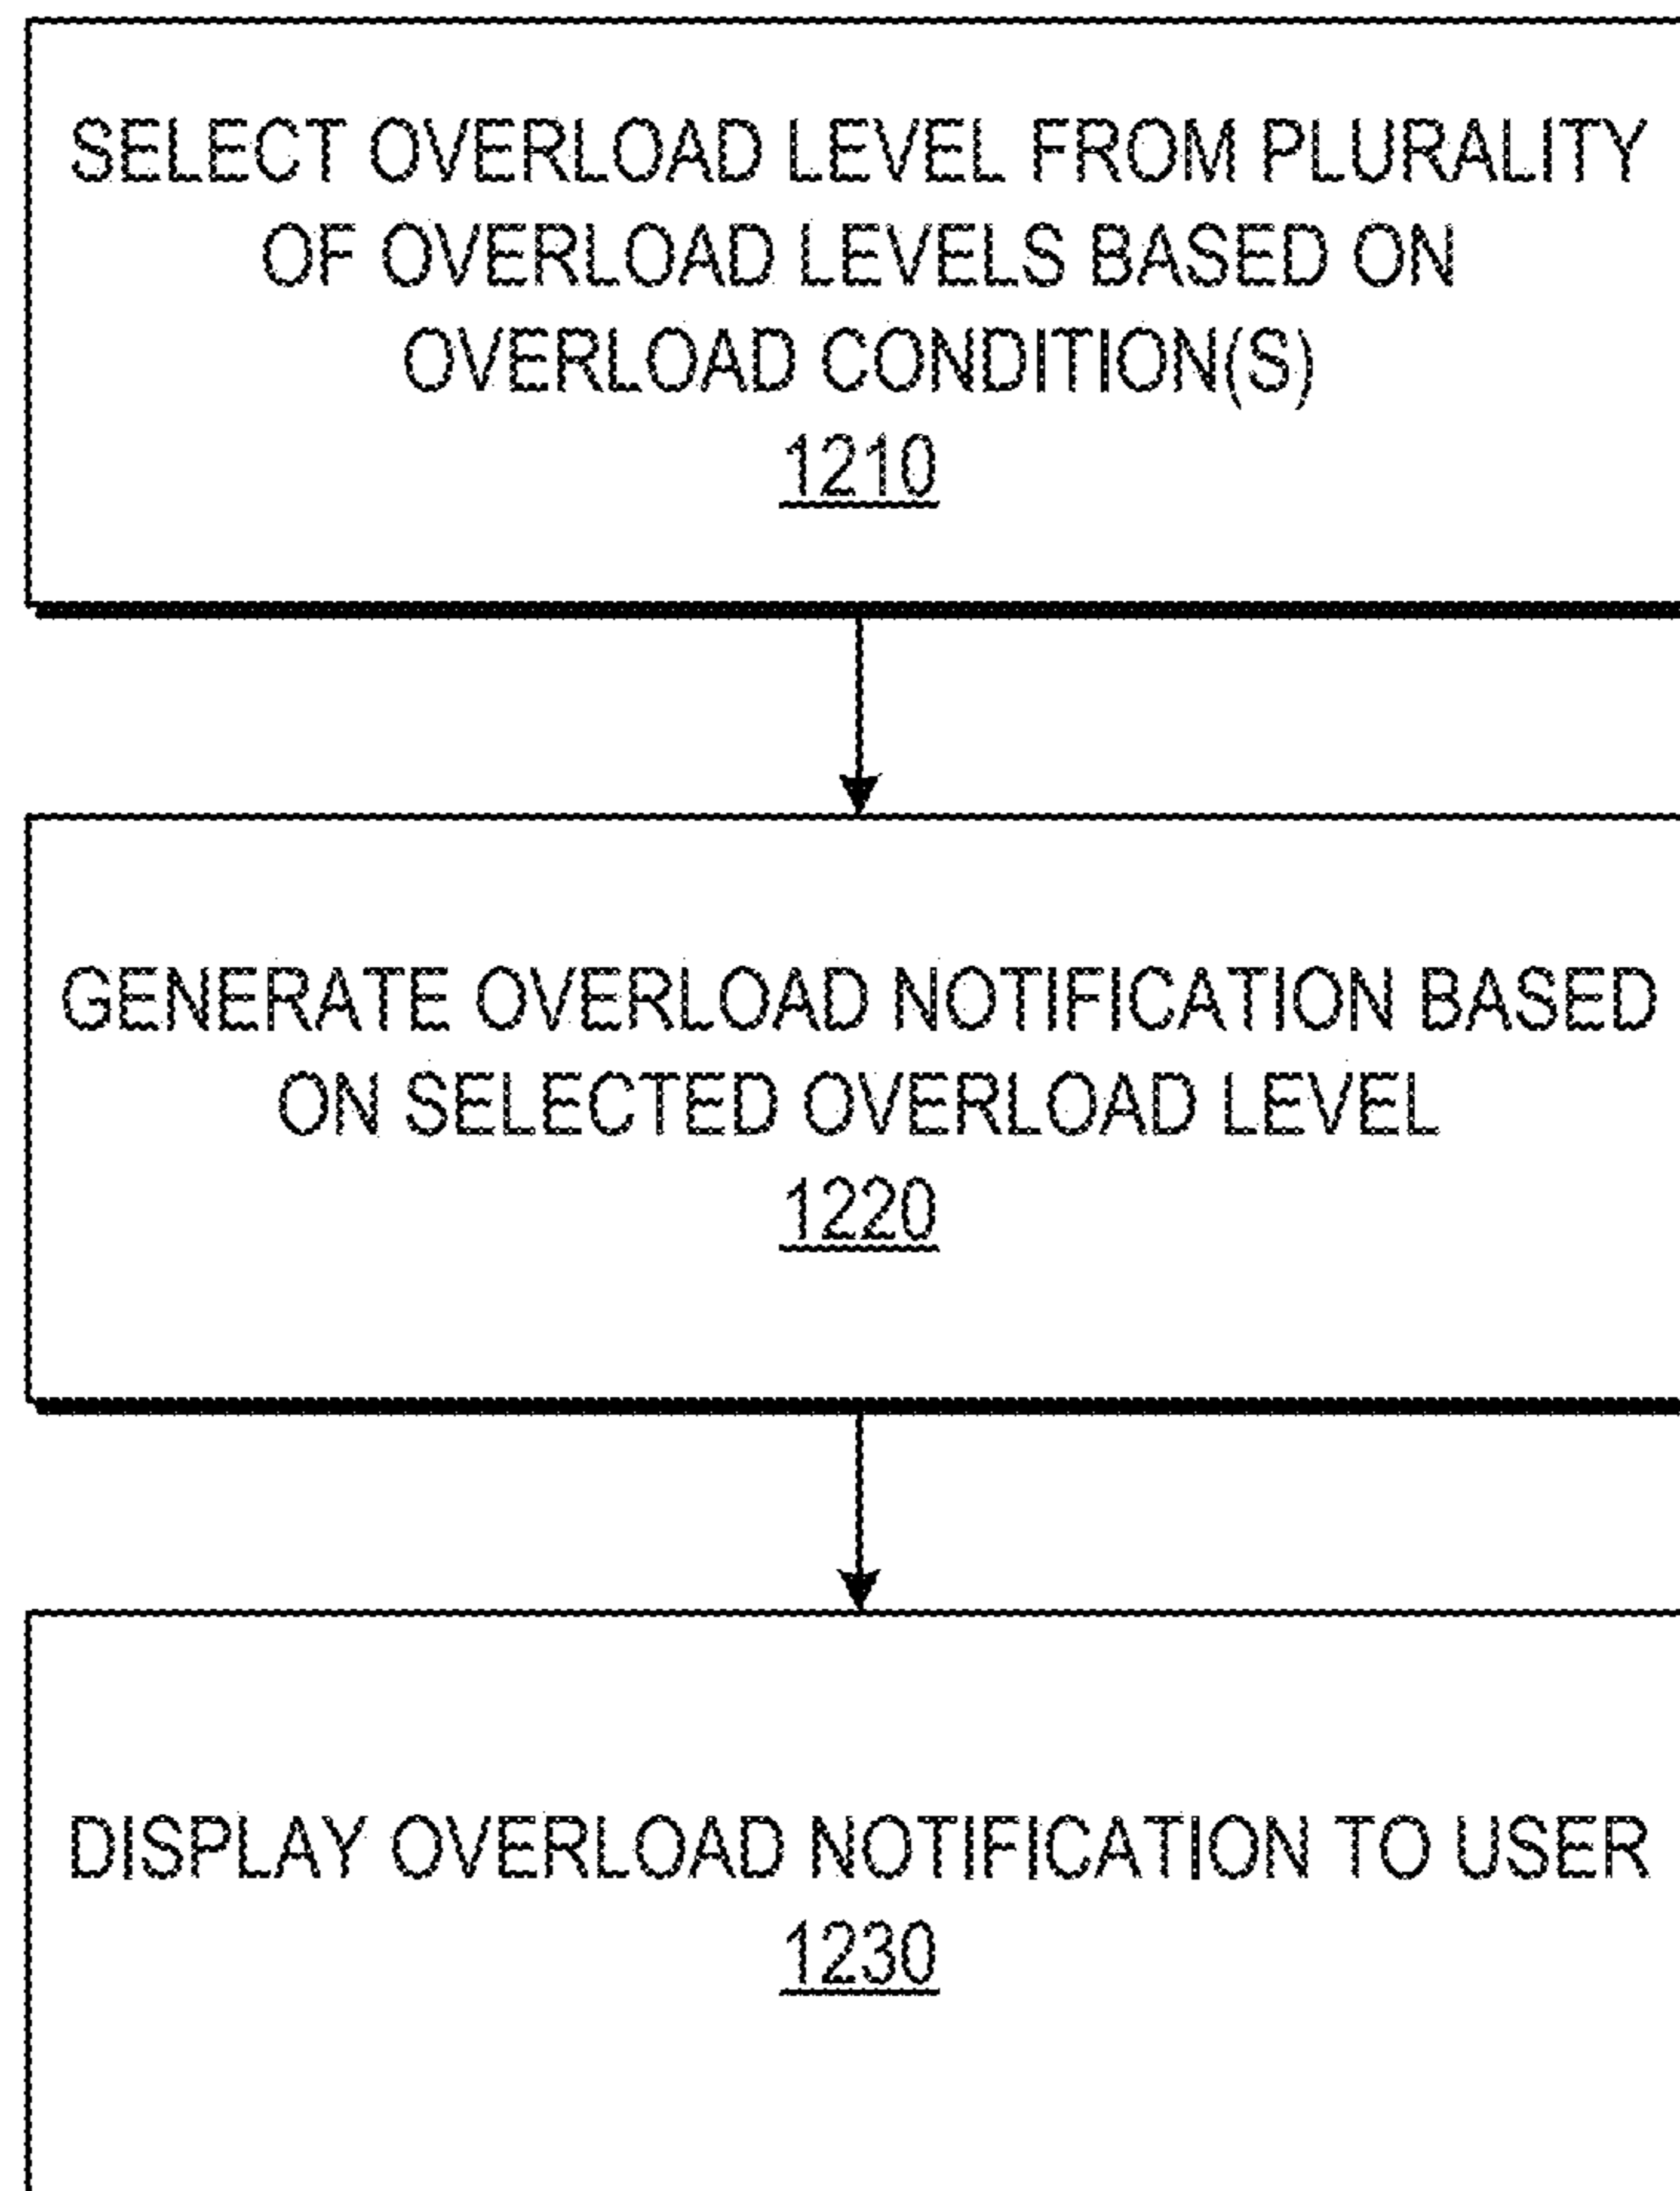 SELECT OVERLOAD LEVEL FROM PLURALITY
OF OVERLOAD LEVELS BASED ON
OVERLOAD CONDITION(S)
1210
GENERATE OVERLOAD NOTIFICATION BASED
ON SELECTED OVERLOAD LEVEL
1220
DISPLAY OVERLOAD NOTIFICATION TO USER
1230